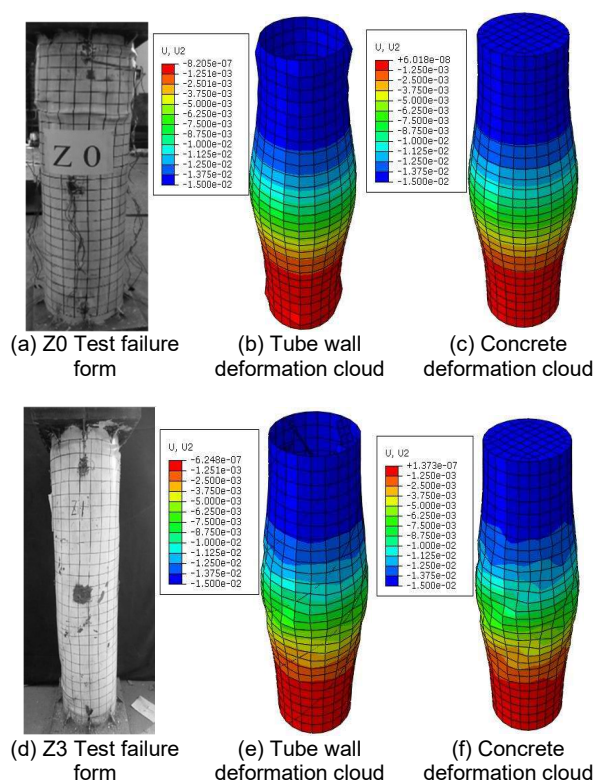 Z 0
U, U2
-8.205e-07
-1.251e-03
-2.501e-03
-3.750e-03
-5.000e-03
-6.250e-03
-7.500e-03
-8.750e-03
-1.000e-02
-1.125e-02
-1.250e-02
-1.375e-02
-1.500e-02
U, U2
+6.018e-08
-1.250e-03
-2.500e-03
-3.750e-03
-5.000e-03
-6.250e-03
-7.500e-03
-8.750e-03
-1.000e-02
-1.125e-02
-1.250e-02
-1.375e-02
-1.500e-02
(a) Z0 Test failure
form
(b) Tube wall
deformation cloud
(c) Concrete
deformation cloud
U, U2
-6.248e-07
-1.251e-03
-2.500e-03
-3.750e-03
-5.000e-03
-6.250e-03
-7.500e-03
-8.750e-03
-1.000e-02
-1.125e-02
-1.250e-02
-1.375e-02
-1.500e-02
U, U2
+1.373e-07
-1.250e-03
-2.500e-03
-3.750e-03
-5.000e-03
-6.250e-03
-7.500e-03
-8.750e-03
-1.000e-02
-1.125e-02
-1.250e-02
-1.375e-02
-1.500e-02
(d) Z3 Test failure
form
(e) Tube wall
deformation cloud
(f) Concrete
deformation cloud